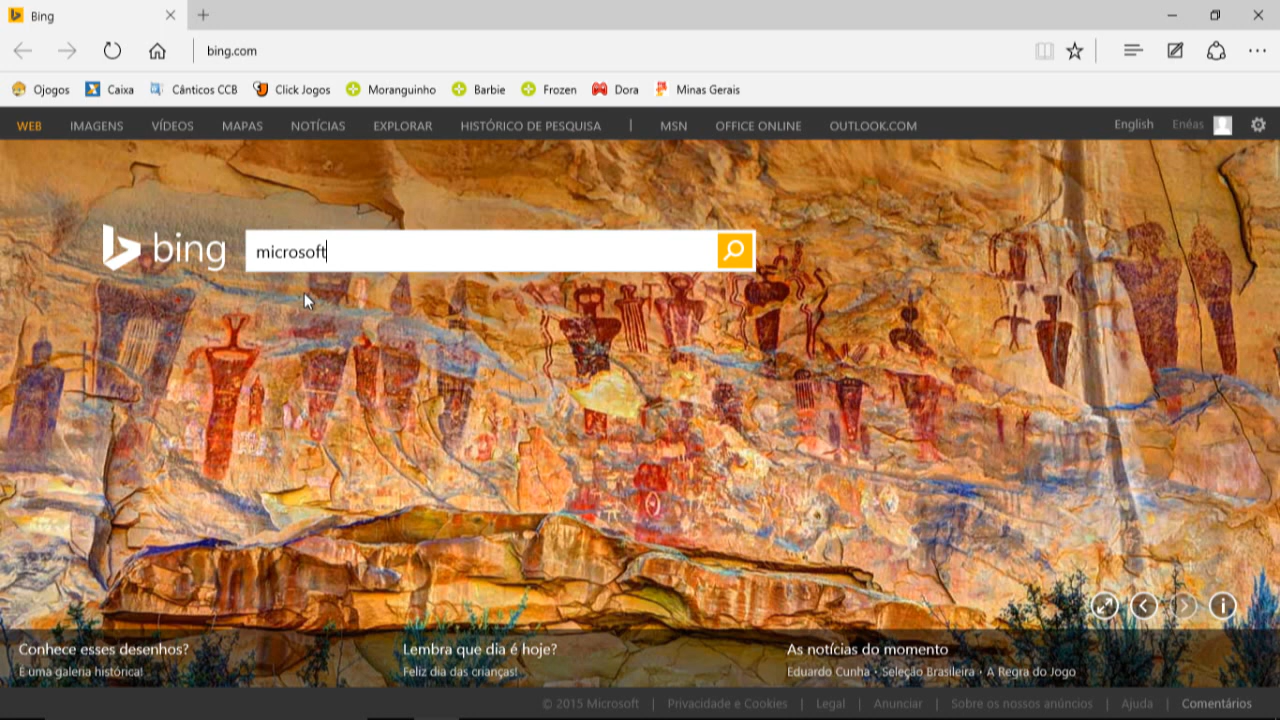 Bing
bing.com
Ojogos Caixa Cânticos CCB Click Jogos Moranguinho Barbie Frozen Dora Minas Gerais
WEB IMAGENS VÍDEOS MAPAS NOTÍCIAS EXPLORAR HISTÓRICO DE PESQUISA | MSN OFFICE ONLINE OUTLOOK.COM English Enéas
bing microsoft
Conhece esses desenhos? Lembra que dia é hoje? As notícias do momento
É uma galeria histórica! Feliz dia das crianças! Eduardo Cunha · Seleção Brasileira · A Regra do Jogo
© 2015 Microsoft | Privacidade e Cookies | Legal | Anunciar | Sobre os nossos anúncios | Ajuda | Comentários